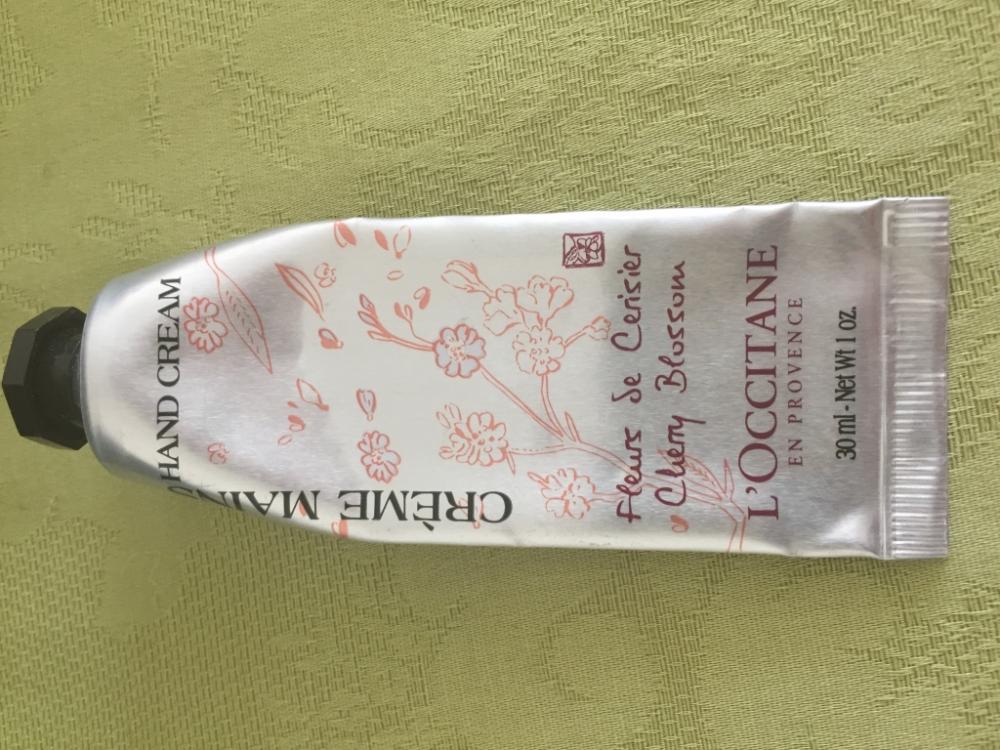 CRÈME MAINS
HAND CREAM
Fleurs de Cerisier
Cherry Blossom
L'OCCITANE
EN PROVENCE
30 ml - Net Wt 1 OZ.